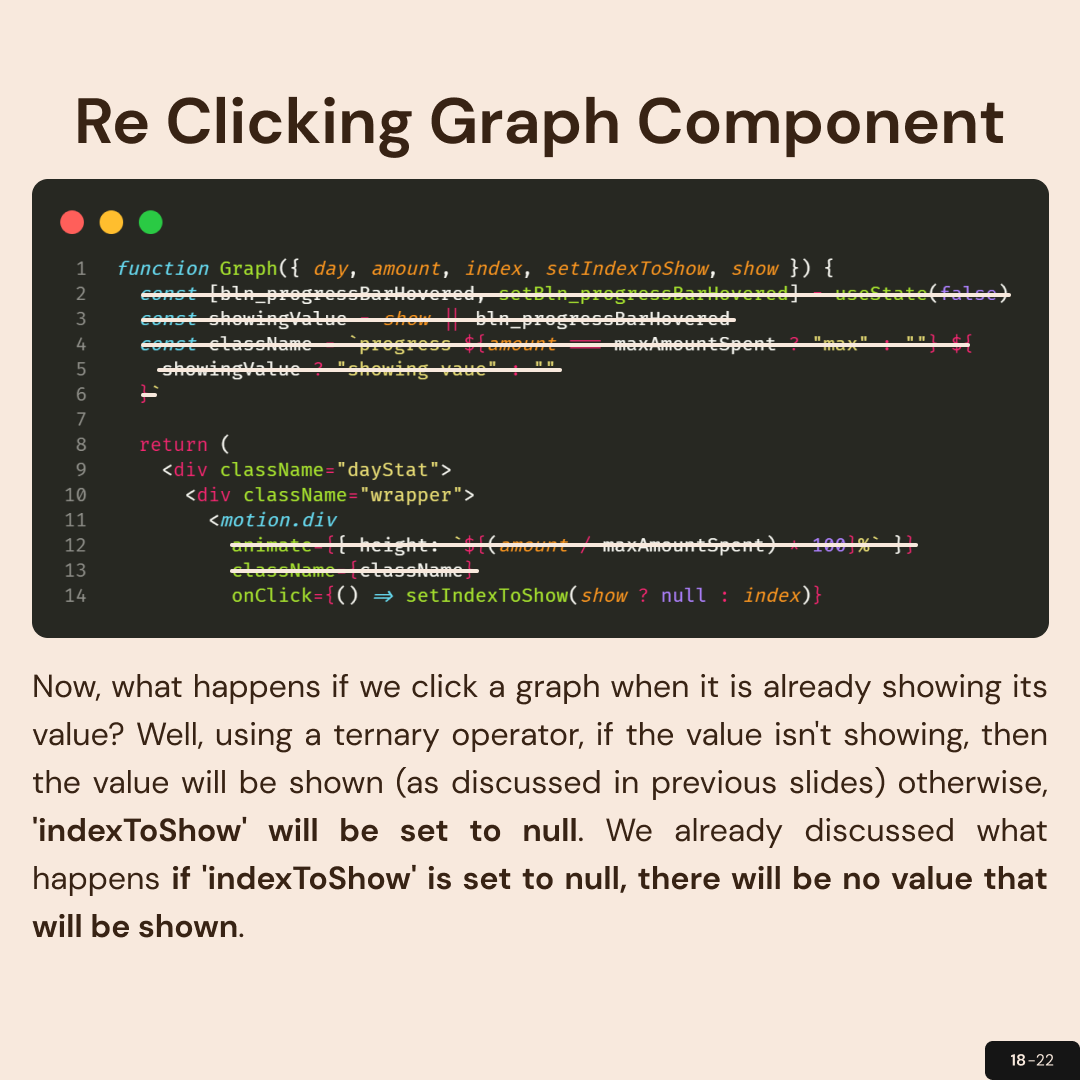 Re Clicking Graph Component
1 function Graph({ day, amount, index, setIndexToShow, show }) {
2 const [bln_progressBarHovered, setBln_progressBarHovered] = useState(false)
3 const showingValue = show || bln_progressBarHovered
4 const className = `progress ${amount === maxAmountSpent ? "max" : ""} ${
5 showingValue ? "showing vaue" : ""
6 }`
7
8 return (
9 <div className="dayStat">
10 <div className="wrapper">
11 <motion.div
12 animate={{ height: `${(amount / maxAmountSpent) * 100}%` }}
13 className={className}
14 onClick={() => setIndexToShow(show ? null : index)}
Now, what happens if we click a graph when it is already showing its
value? Well, using a ternary operator, if the value isn't showing, then
the value will be shown (as discussed in previous slides) otherwise,
'indexToShow' will be set to null. We already discussed what
happens if 'indexToShow' is set to null, there will be no value that
will be shown.
18-22